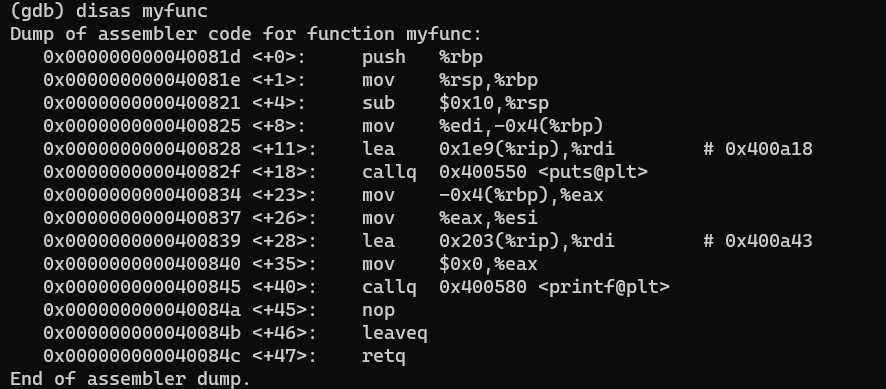 (gdb) disas myfunc
Dump of assembler code for function myfunc:
   0x000000000040081d <+0>:     push   %rbp
   0x000000000040081e <+1>:     mov    %rsp,%rbp
   0x0000000000400821 <+4>:     sub    $0x10,%rsp
   0x0000000000400825 <+8>:     mov    %edi,-0x4(%rbp)
   0x0000000000400828 <+11>:    lea    0x1e9(%rip),%rdi        # 0x400a18
   0x000000000040082f <+18>:    callq  0x400550 <puts@plt>
   0x0000000000400834 <+23>:    mov    -0x4(%rbp),%eax
   0x0000000000400837 <+26>:    mov    %eax,%esi
   0x0000000000400839 <+28>:    lea    0x203(%rip),%rdi        # 0x400a43
   0x0000000000400840 <+35>:    mov    $0x0,%eax
   0x0000000000400845 <+40>:    callq  0x400580 <printf@plt>
   0x000000000040084a <+45>:    nop
   0x000000000040084b <+46>:    leaveq
   0x000000000040084c <+47>:    retq
End of assembler dump.